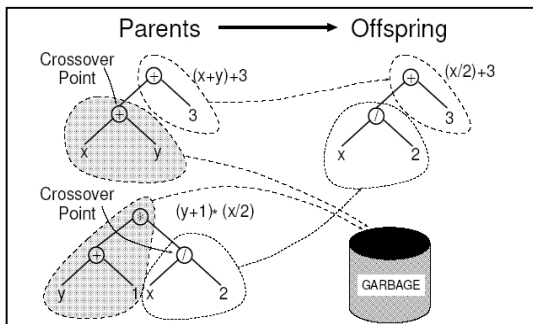 Parents
Offspring
Crossover
Point
+
(x+y)+3
+
3
x
y
+
(x/2)+3
/
3
x
2
Crossover
Point
*
(y+1)* (x/2)
+
/
y
1
x
2
GARBAGE